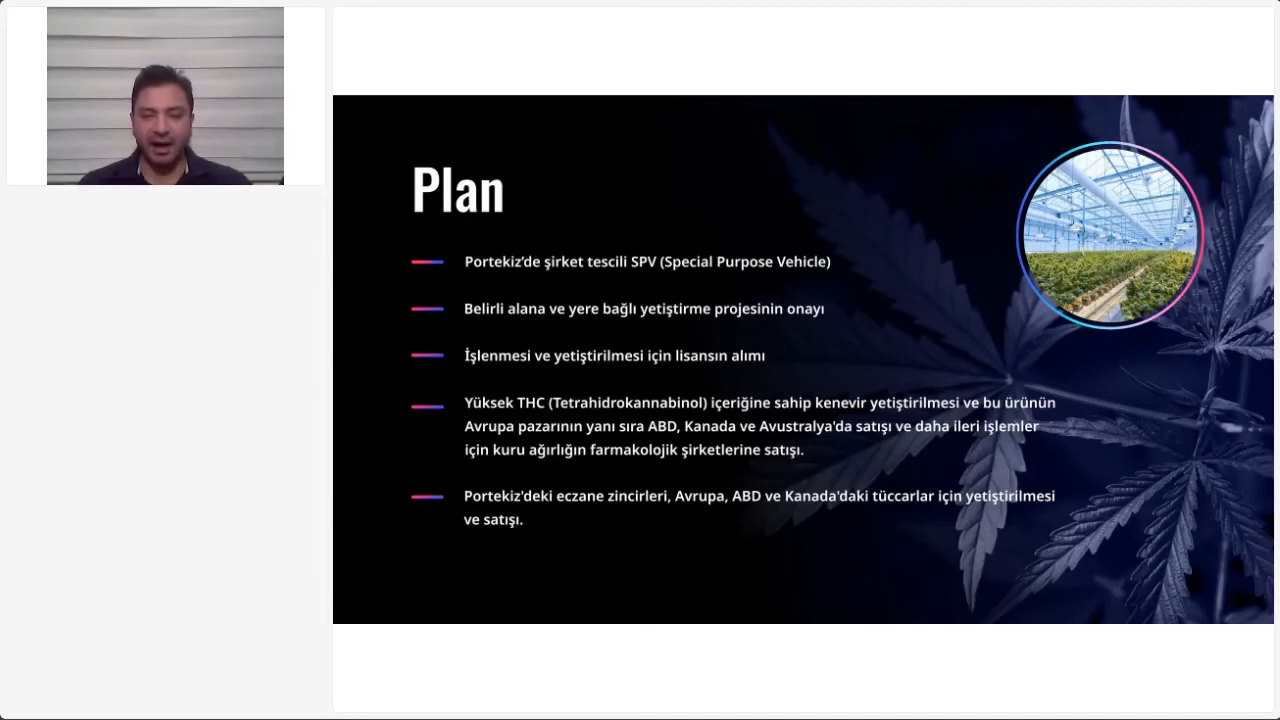 Plan
Portekiz’de şirket tescili SPV (Special Purpose Vehicle)
Belirli alana ve yere bağlı yetiştirme projesinin onayı
İşlenmesi ve yetiştirilmesi için lisansın alımı
Yüksek THC (Tetrahidrokannabinol) içeriğine sahip kenevir yetiştirilmesi ve bu ürünün
Avrupa pazarının yanı sıra ABD, Kanada ve Avustralya'da satışı ve daha ileri işlemler
için kuru ağırlığın farmakolojik şirketlerine satışı.
Portekiz'deki eczane zincirleri, Avrupa, ABD ve Kanada'daki tüccarlar için yetiştirilmesi
ve satışı.